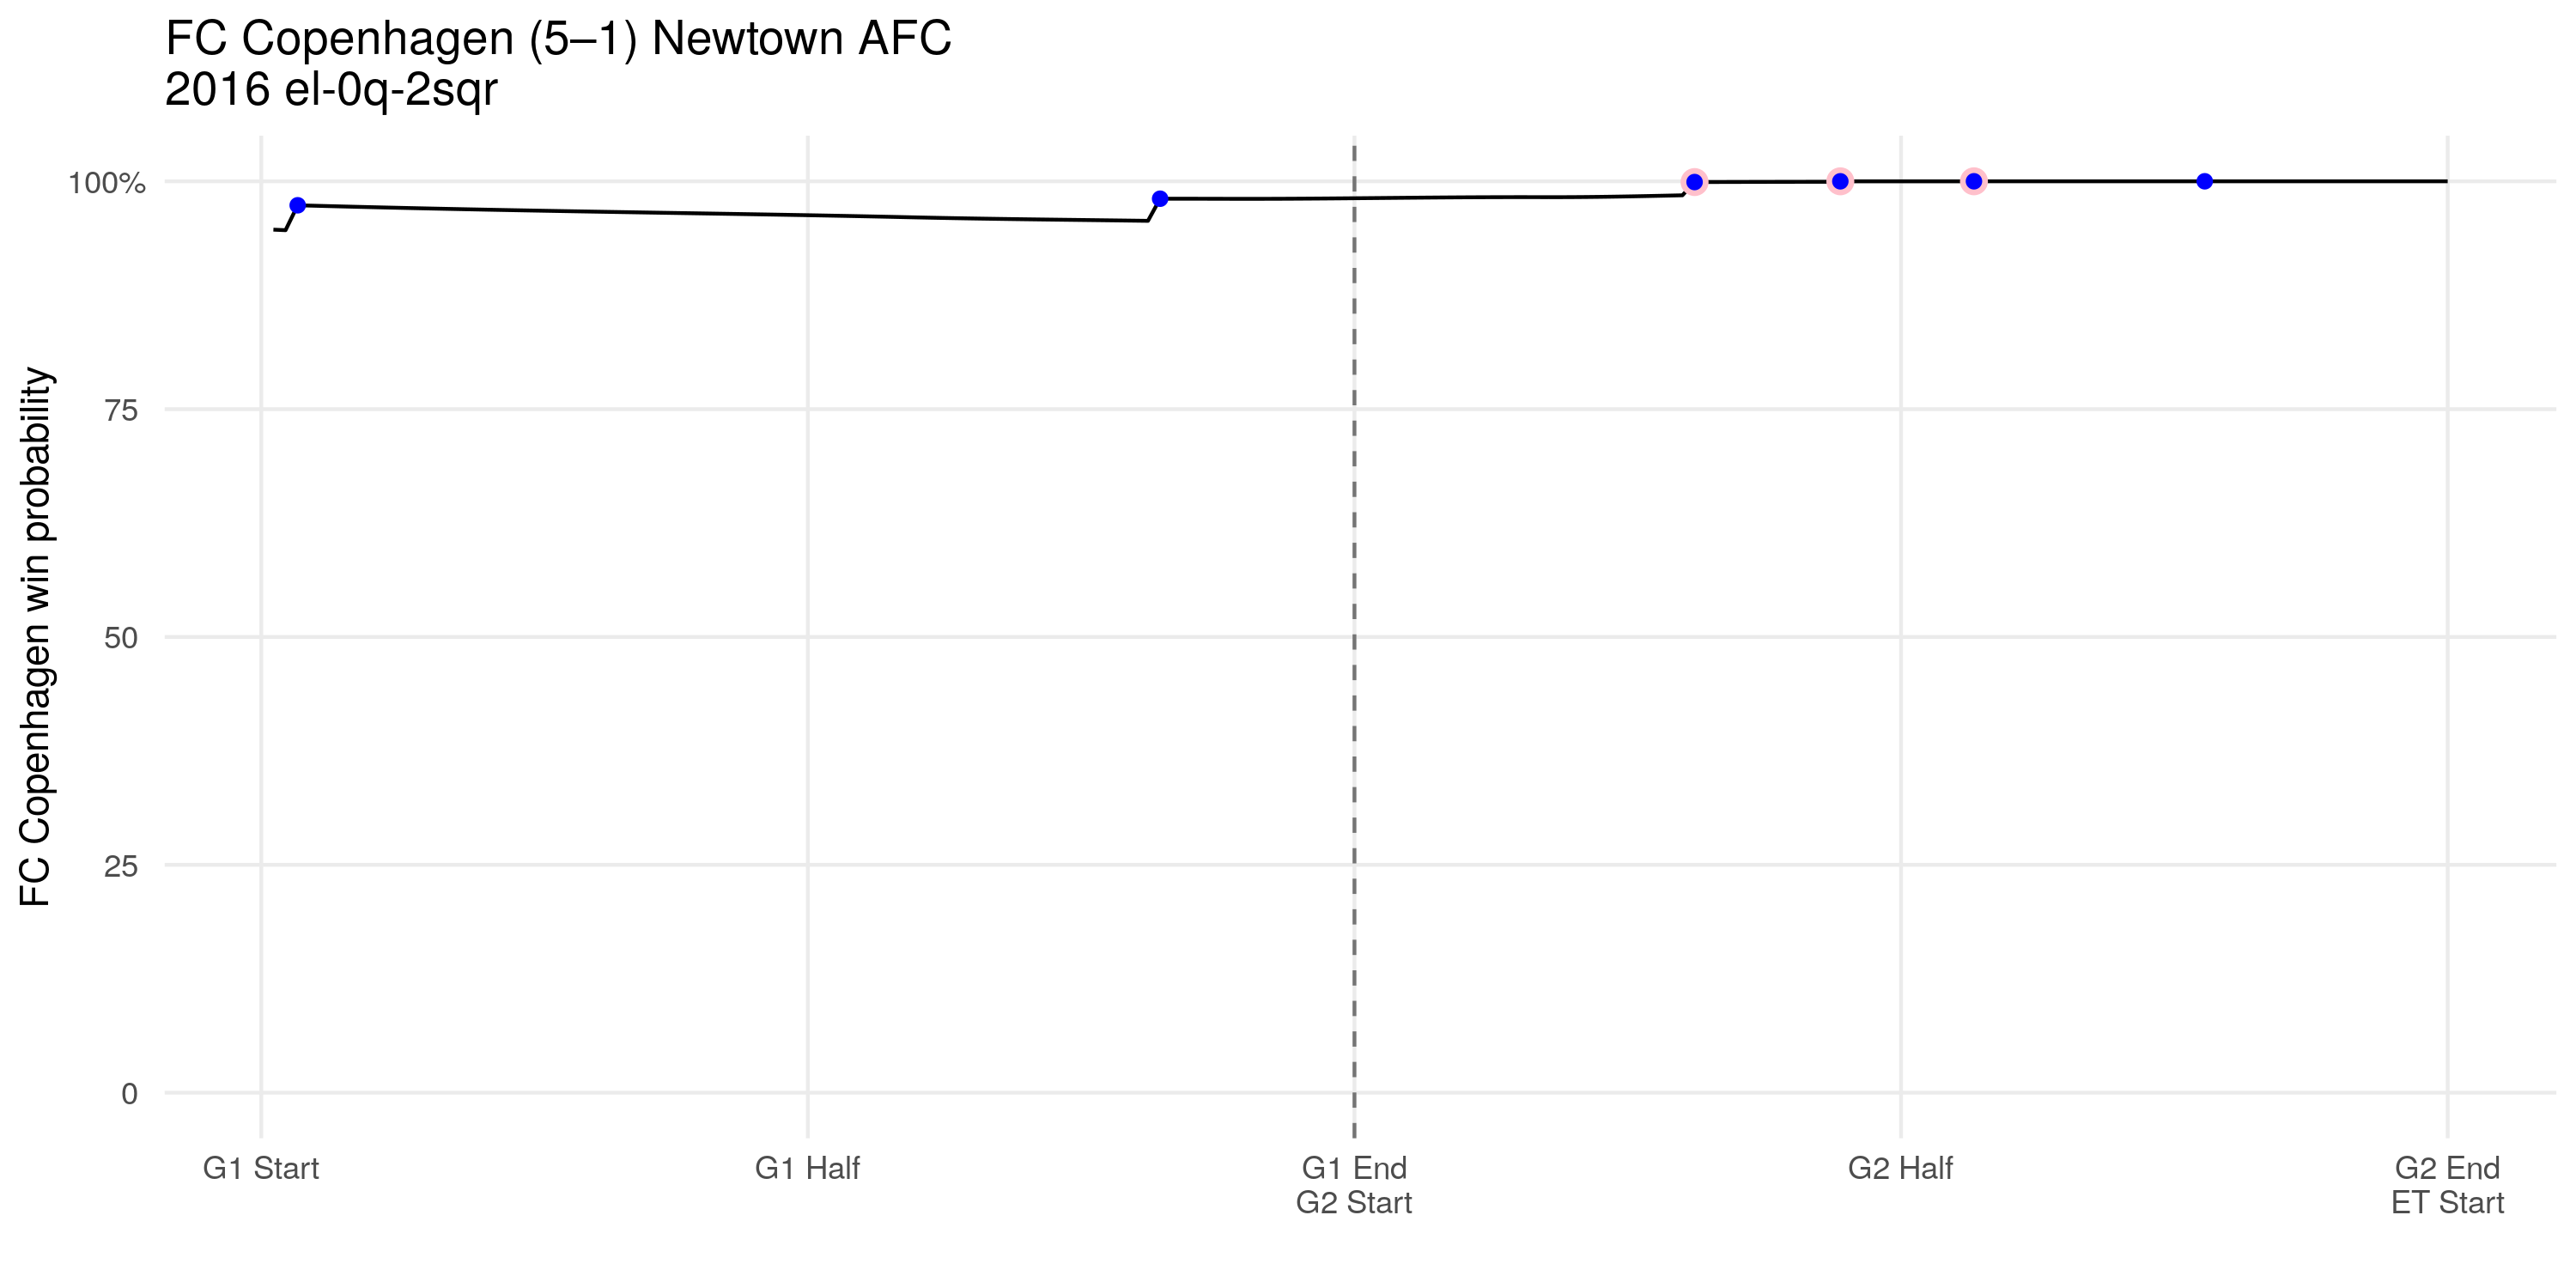 FC Copenhagen (5–1) Newtown AFC
2016 el-0q-2sqr
FC Copenhagen win probability
100%
75
50
25
0
G1 Start
G1 Half
G1 End
G2 Start
G2 Half
G2 End
ET Start